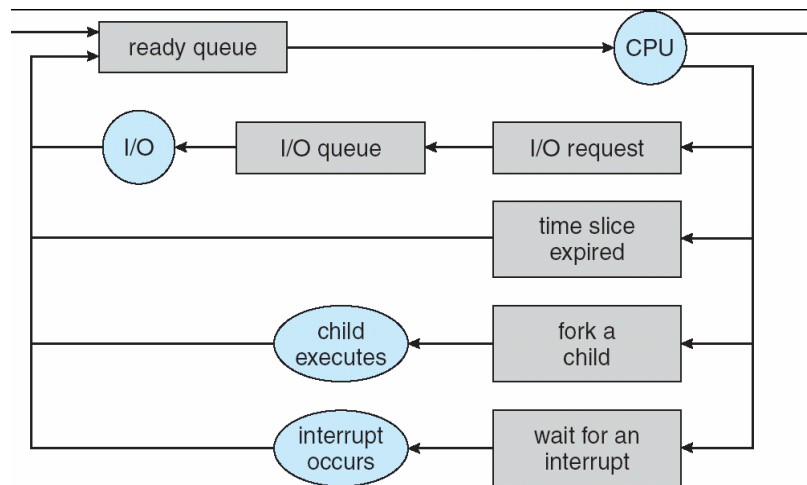 ready queue
CPU
I/O
I/O queue
I/O request
time slice
expired
child
executes
fork a
child
interrupt
occurs
wait for an
interrupt